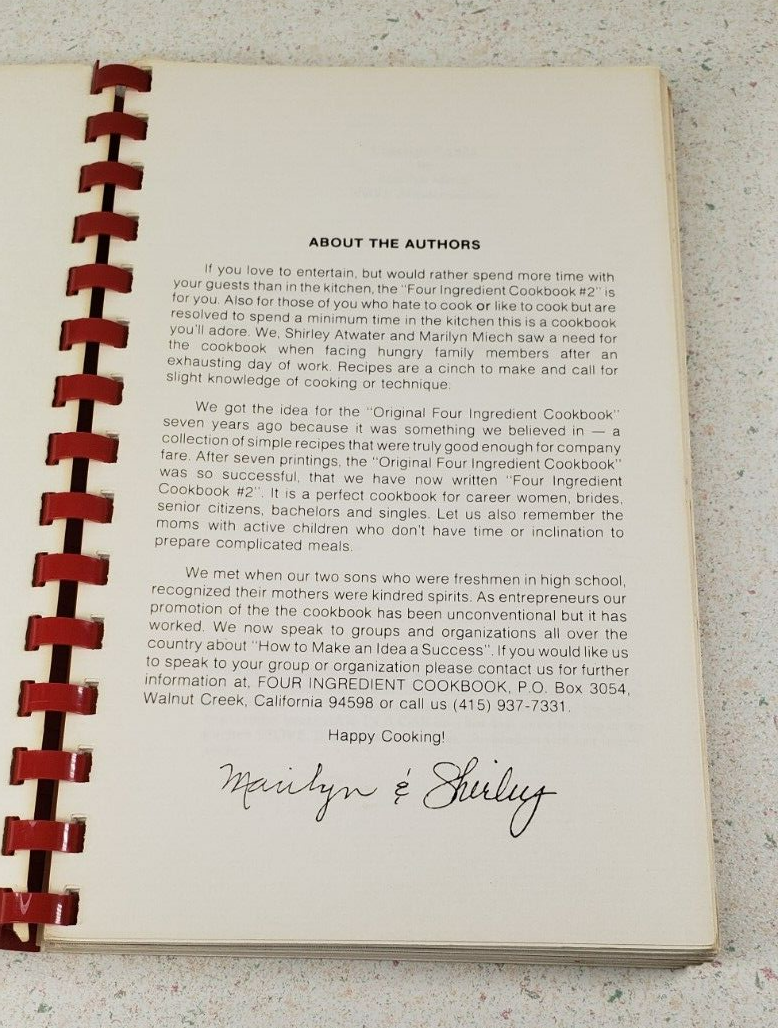 ABOUT THE AUTHORS
If you love to entertain, but would rather spend more time with
your guests than in the kitchen, the "Four Ingredient Cookbook #2" is
for you. Also for those of you who hate to cook or like to cook but are
resolved to spend a minimum time in the kitchen this is a cookbook
you'll adore. We, Shirley Atwater and Marilyn Miech saw a need for
the cookbook when facing hungry family members after an
exhausting day of work. Recipes are a cinch to make and call for
slight knowledge of cooking or technique.
We got the idea for the "Original Four Ingredient Cookbook"
seven years ago because it was something we believed in — a
collection of simple recipes that were truly good enough for company
fare. After seven printings, the "Original Four Ingredient Cookbook"
was so successful, that we have now written "Four Ingredient
Cookbook #2". It is a perfect cookbook for career women, brides,
senior citizens, bachelors and singles. Let us also remember the
moms with active children who don't have time or inclination to
prepare complicated meals.
We met when our two sons who were freshmen in high school,
recognized their mothers were kindred spirits. As entrepreneurs our
promotion of the the cookbook has been unconventional but it has
worked. We now speak to groups and organizations all over the
country about "How to Make an Idea a Success". If you would like us
to speak to your group or organization please contact us for further
information at, FOUR INGREDIENT COOKBOOK, P.O. Box 3054,
Walnut Creek, California 94598 or call us (415) 937-7331.
Happy Cooking!
Marilyn & Shirley